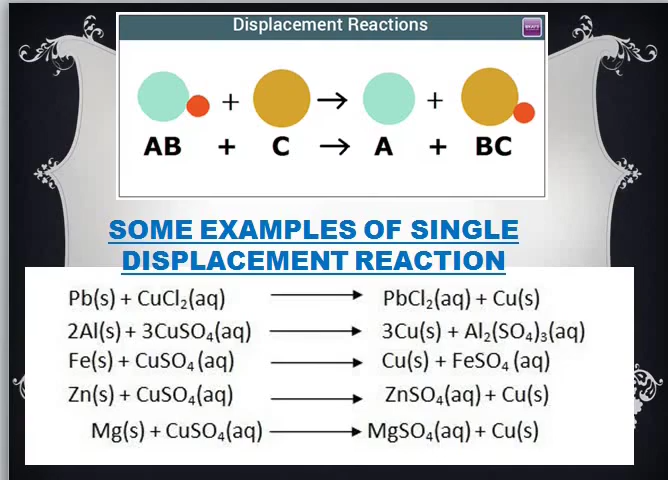 Displacement Reactions
+ → +
AB + C → A + BC
SOME EXAMPLES OF SINGLE
DISPLACEMENT REACTION
Pb(s) + CuCl₂(aq) → PbCl₂(aq) + Cu(s)
2Al(s) + 3CuSO₄(aq) → 3Cu(s) + Al₂(SO₄)₃(aq)
Fe(s) + CuSO₄ (aq) → Cu(s) + FeSO₄ (aq)
Zn(s) + CuSO₄(aq) → ZnSO₄(aq) + Cu(s)
Mg(s) + CuSO₄(aq) → MgSO₄(aq) + Cu(s)